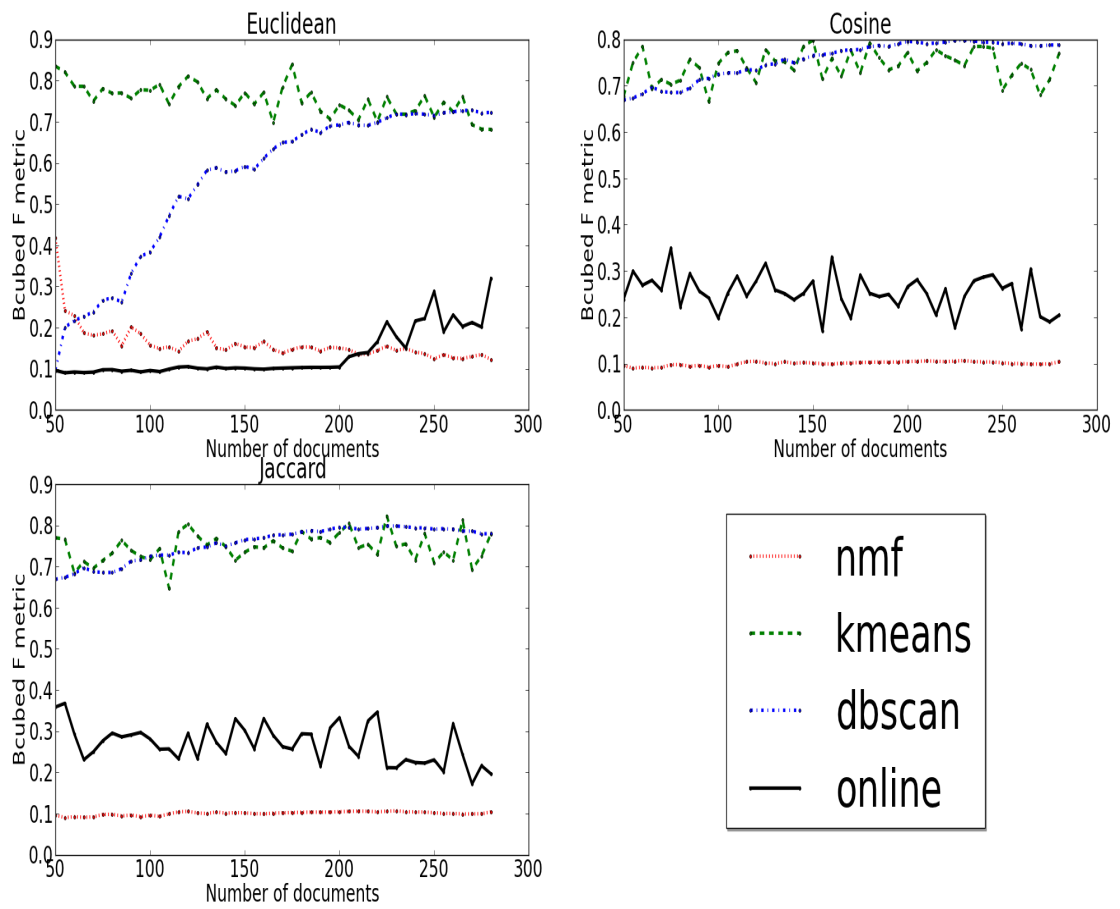 Euclidean
0.9
0.8
0.7
0.6
0.5
0.4
0.3
0.2
0.1
0.0
Bcubed F metric
50 100 150 200 250 300
Number of documents
Cosine
0.8
0.7
0.6
0.5
0.4
0.3
0.2
0.1
0.0
Bcubed F metric
50 100 150 200 250 300
Number of documents
Jaccard
0.9
0.8
0.7
0.6
0.5
0.4
0.3
0.2
0.1
0.0
Bcubed F metric
50 100 150 200 250 300
Number of documents
nmf
kmeans
dbscan
online